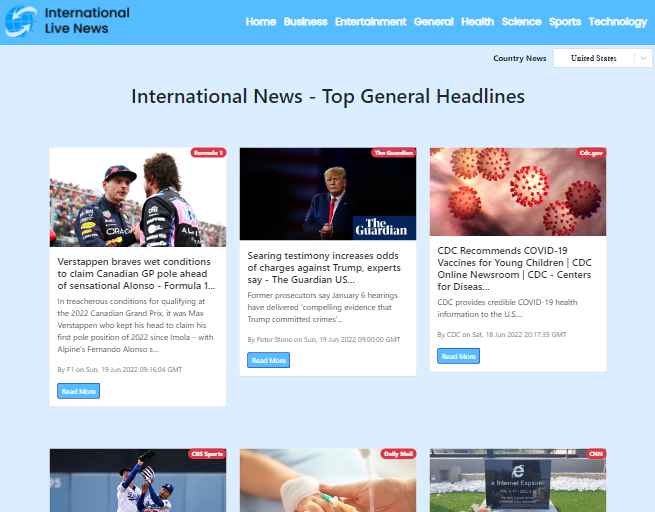 International
Live News
Home Business Entertainment General Health Science Sports Technology
Country News
United States
International News - Top General Headlines
Formula 1
ORACLE
Verstappen braves wet conditions
to claim Canadian GP pole ahead
of sensational Alonso - Formula 1...
In treacherous conditions for qualifying at
the 2022 Canadian Grand Prix, it was Max
Verstappen who kept his head to claim his
first pole position of 2022 since Imola – with
Alpine's Fernando Alonso s...
By F1 on Sun, 19 Jun 2022 09:16:04 GMT
Read More
The Guardian
The
Guardian
Searing testimony increases odds
of charges against Trump, experts
say - The Guardian US...
Former prosecutors say January 6 hearings
have delivered 'compelling evidence that
Trump committed crimes'...
By Peter Stone on Sun, 19 Jun 2022 09:00:00 GMT
Read More
Cdc.gov
CDC Recommends COVID-19
Vaccines for Young Children | CDC
Online Newsroom | CDC - Centers
for Diseas...
CDC provides credible COVID-19 health
information to the U.S...
By CDC on Sat, 18 Jun 2022 20:17:35 GMT
Read More
CBS Sports
Daily Mail
CNN
a Internet Explorer